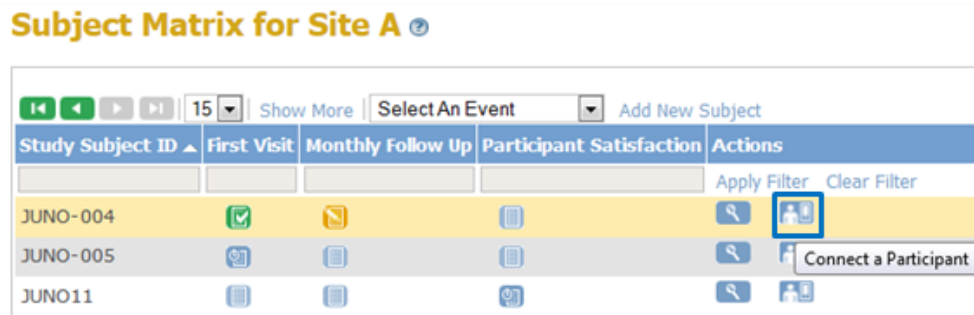 Subject Matrix for Site A ?
15 Show More Select An Event Add New Subject
Study Subject ID First Visit Monthly Follow Up Participant Satisfaction Actions
Apply Filter Clear Filter
JUNO-004
JUNO-005 Connect a Participant
JUNO11